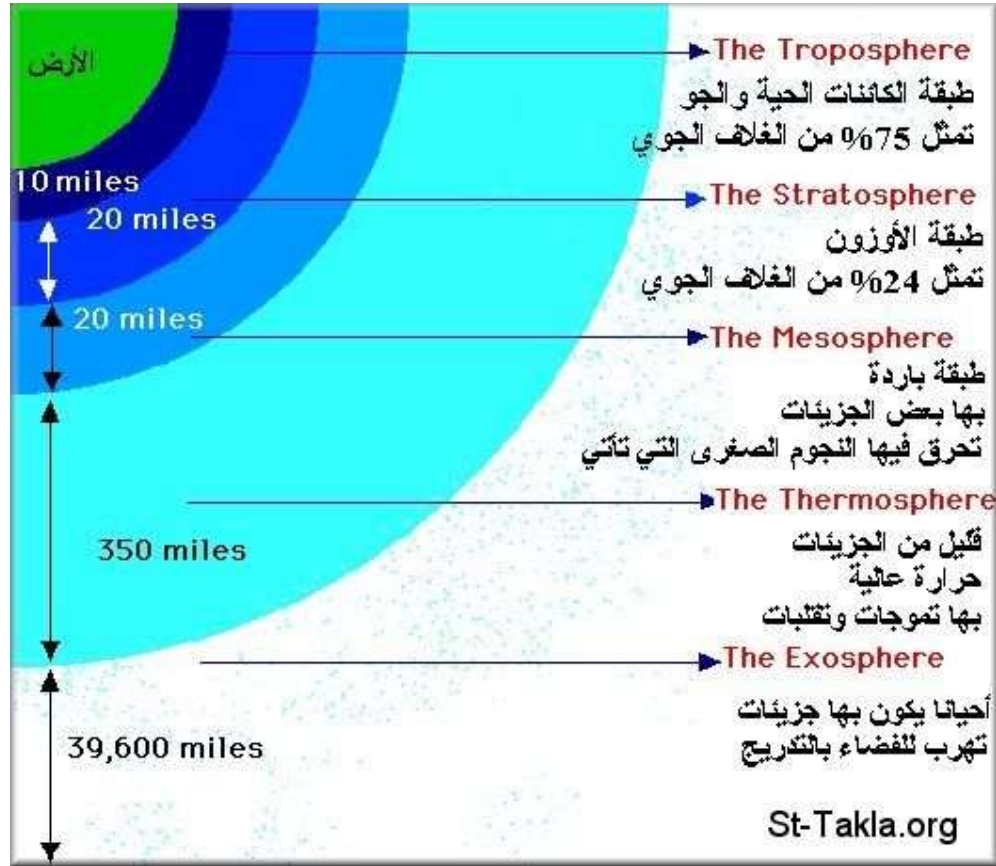 الأرض
The Troposphere
طبقة الكائنات الحية والجو
تمثل 75% من الغلاف الجوي
10 miles
The Stratosphere
20 miles
طبقة الأوزون
تمثل 24% من الغلاف الجوي
20 miles
The Mesosphere
طبقة باردة
بها بعض الجزيئات
تحرق فيها النجوم الصغرى التي تأتي
The Thermosphere
350 miles
قليل من الجزيئات
حرارة عالية
بها تموجات وتقلبات
The Exosphere
أحيانا يكون بها جزيئات
تهرب للفضاء بالتدريج
39,600 miles
St-Takla.org